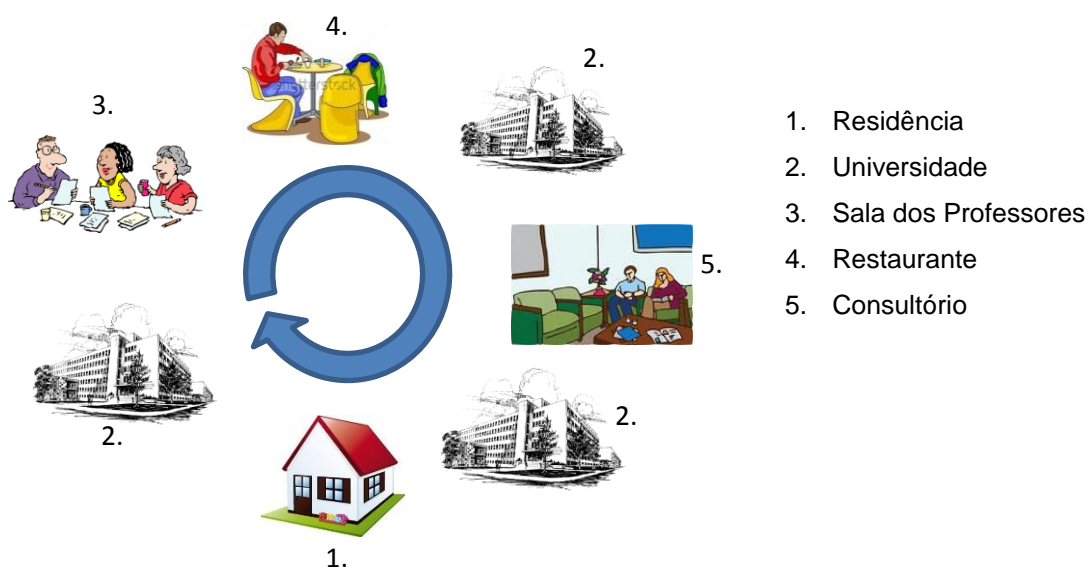 4.
2.
3.
5.
2.
2.
1.
1. Residência
2. Universidade
3. Sala dos Professores
4. Restaurante
5. Consultório